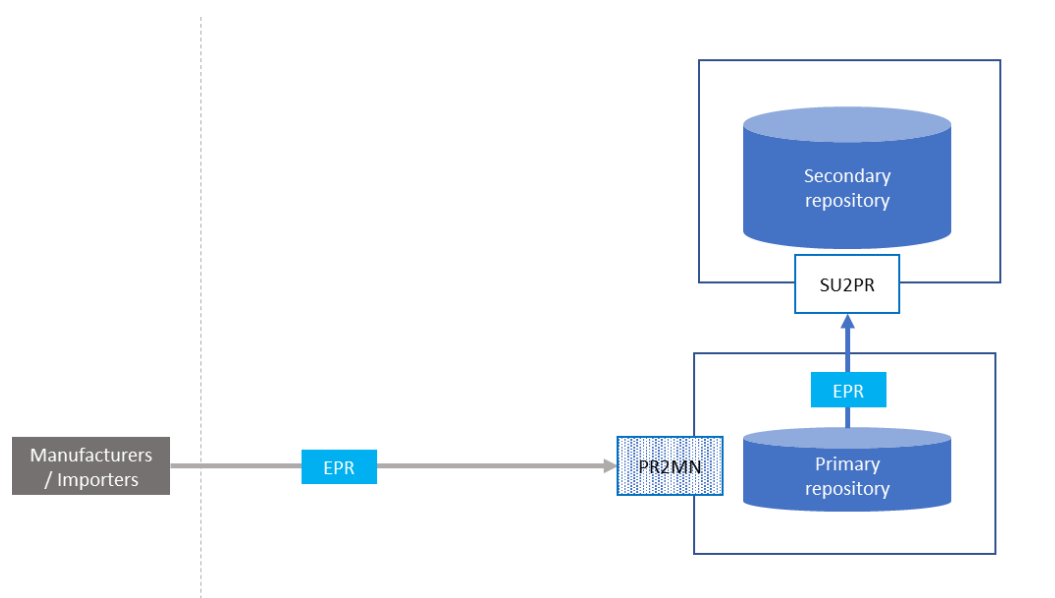 Secondary
repository
SU2PR
EPR
Manufacturers
/ Importers
EPR
PR2MN
Primary
repository